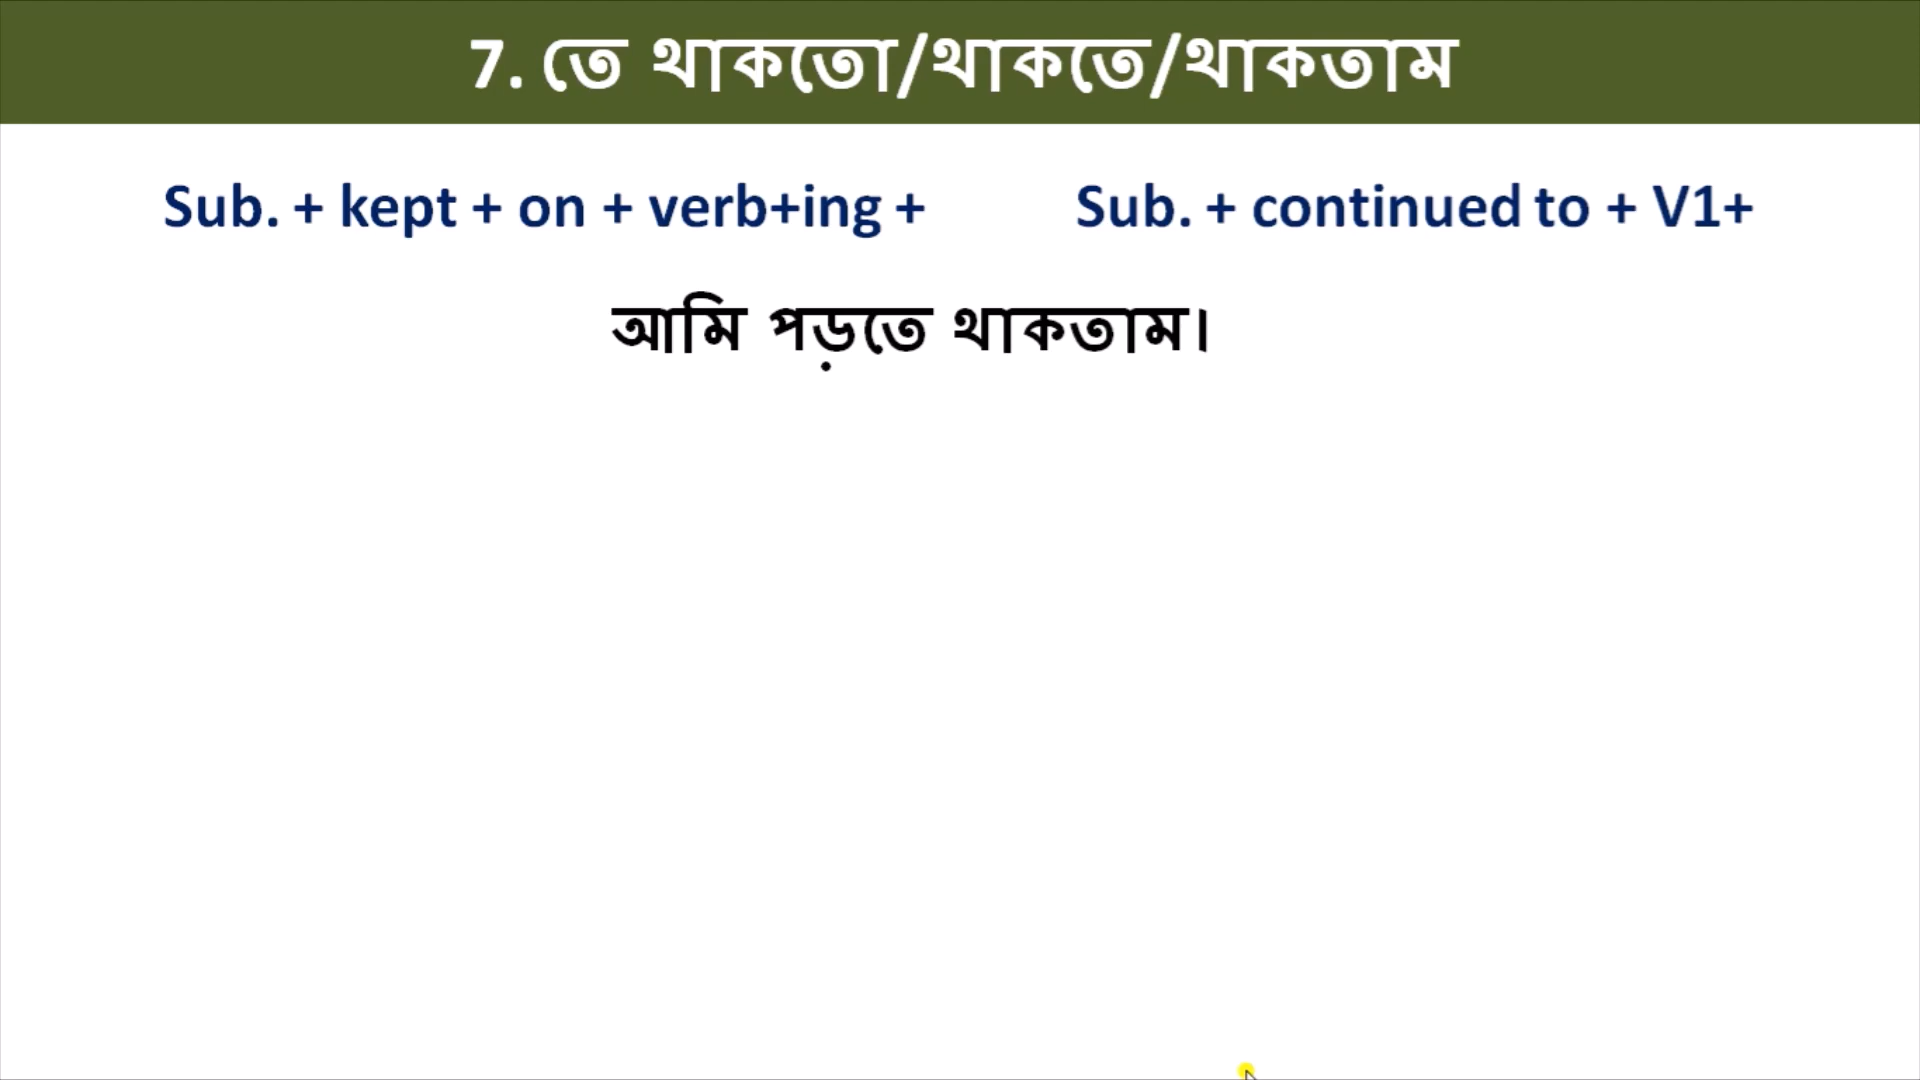 7. তে থাকতো/থাকতে/থাকতাম
Sub. + kept + on + verb+ing + Sub. + continued to + V1+
আমি পড়তে থাকতাম।